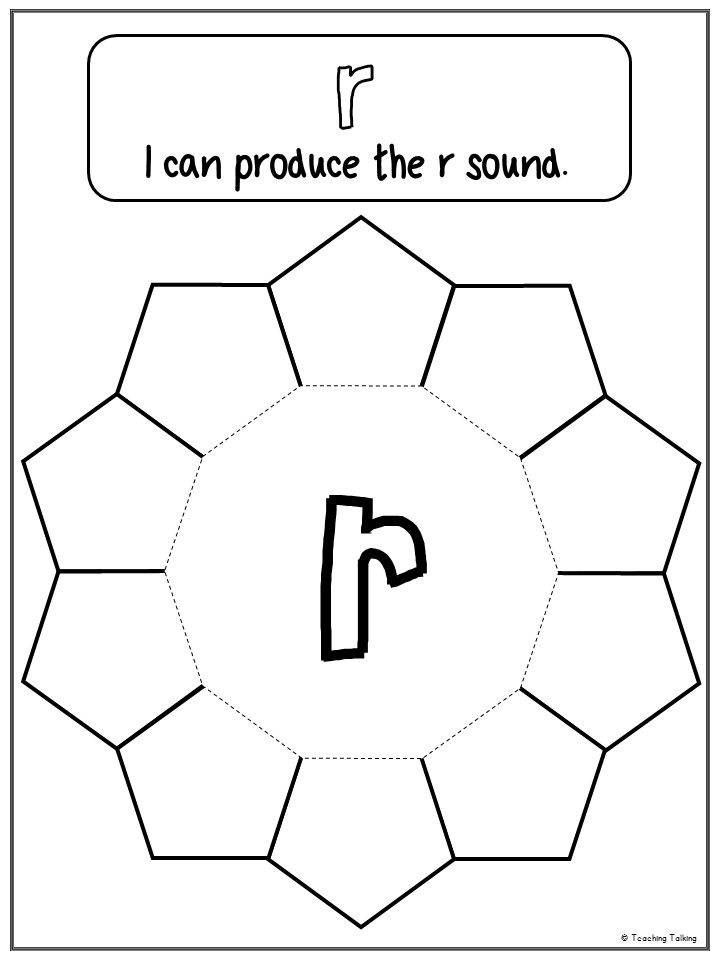 r
I can produce the r sound.
r
© Teaching Talking